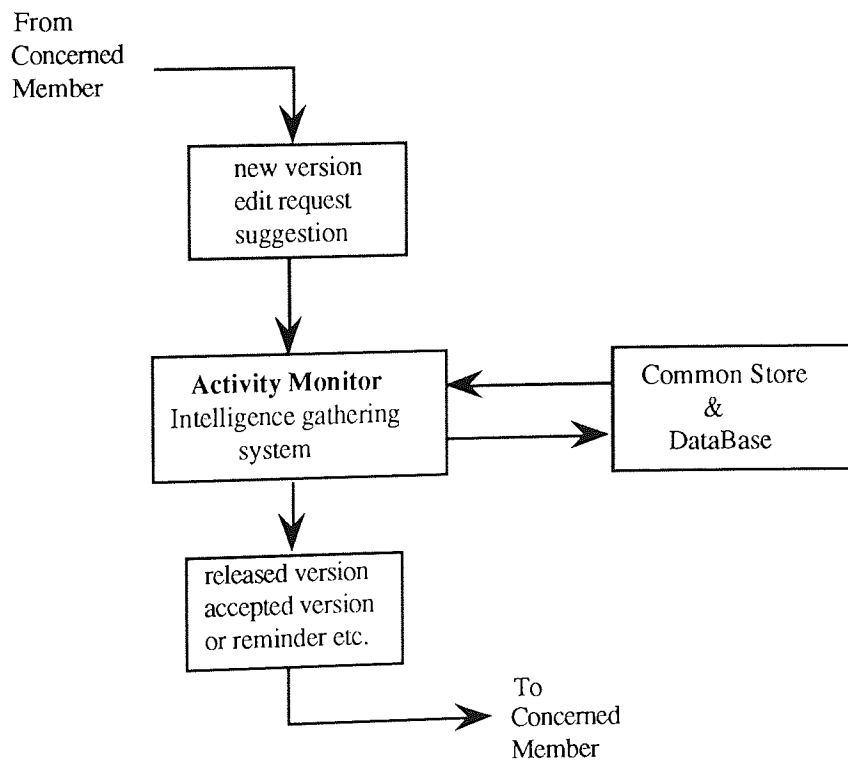 From
Concerned
Member
new version
edit request
suggestion
Activity Monitor
Intelligence gathering
system
Common Store
&
DataBase
released version
accepted version
or reminder etc.
To
Concerned
Member